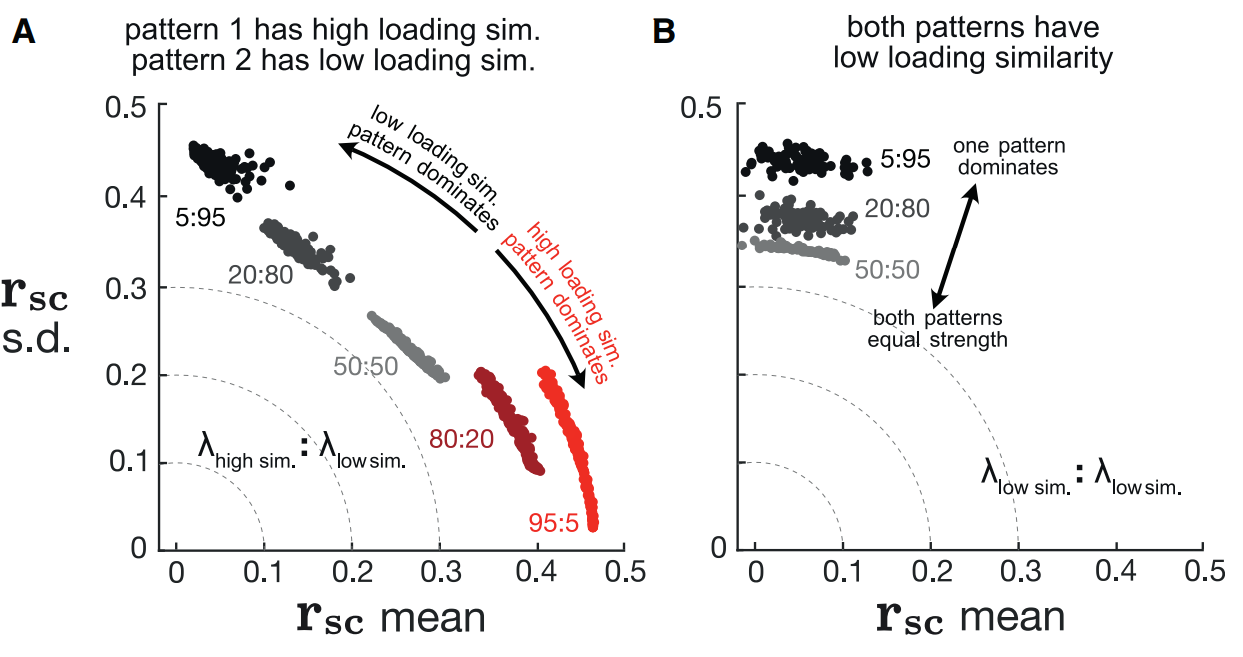 A
pattern 1 has high loading sim.
pattern 2 has low loading sim.
0.5
0.4
0.3
0.2
0.1
0
r_sc
s.d.
low loading sim.
pattern dominates
high loading sim.
pattern dominates
5:95
20:80
50:50
80:20
95:5
λ_high sim. : λ_low sim.
0 0.1 0.2 0.3 0.4 0.5
r_sc mean
B
both patterns have
low loading similarity
0.5
0
5:95
20:80
50:50
one pattern
dominates
both patterns
equal strength
λ_low sim. : λ_low sim.
0 0.1 0.2 0.3 0.4 0.5
r_sc mean